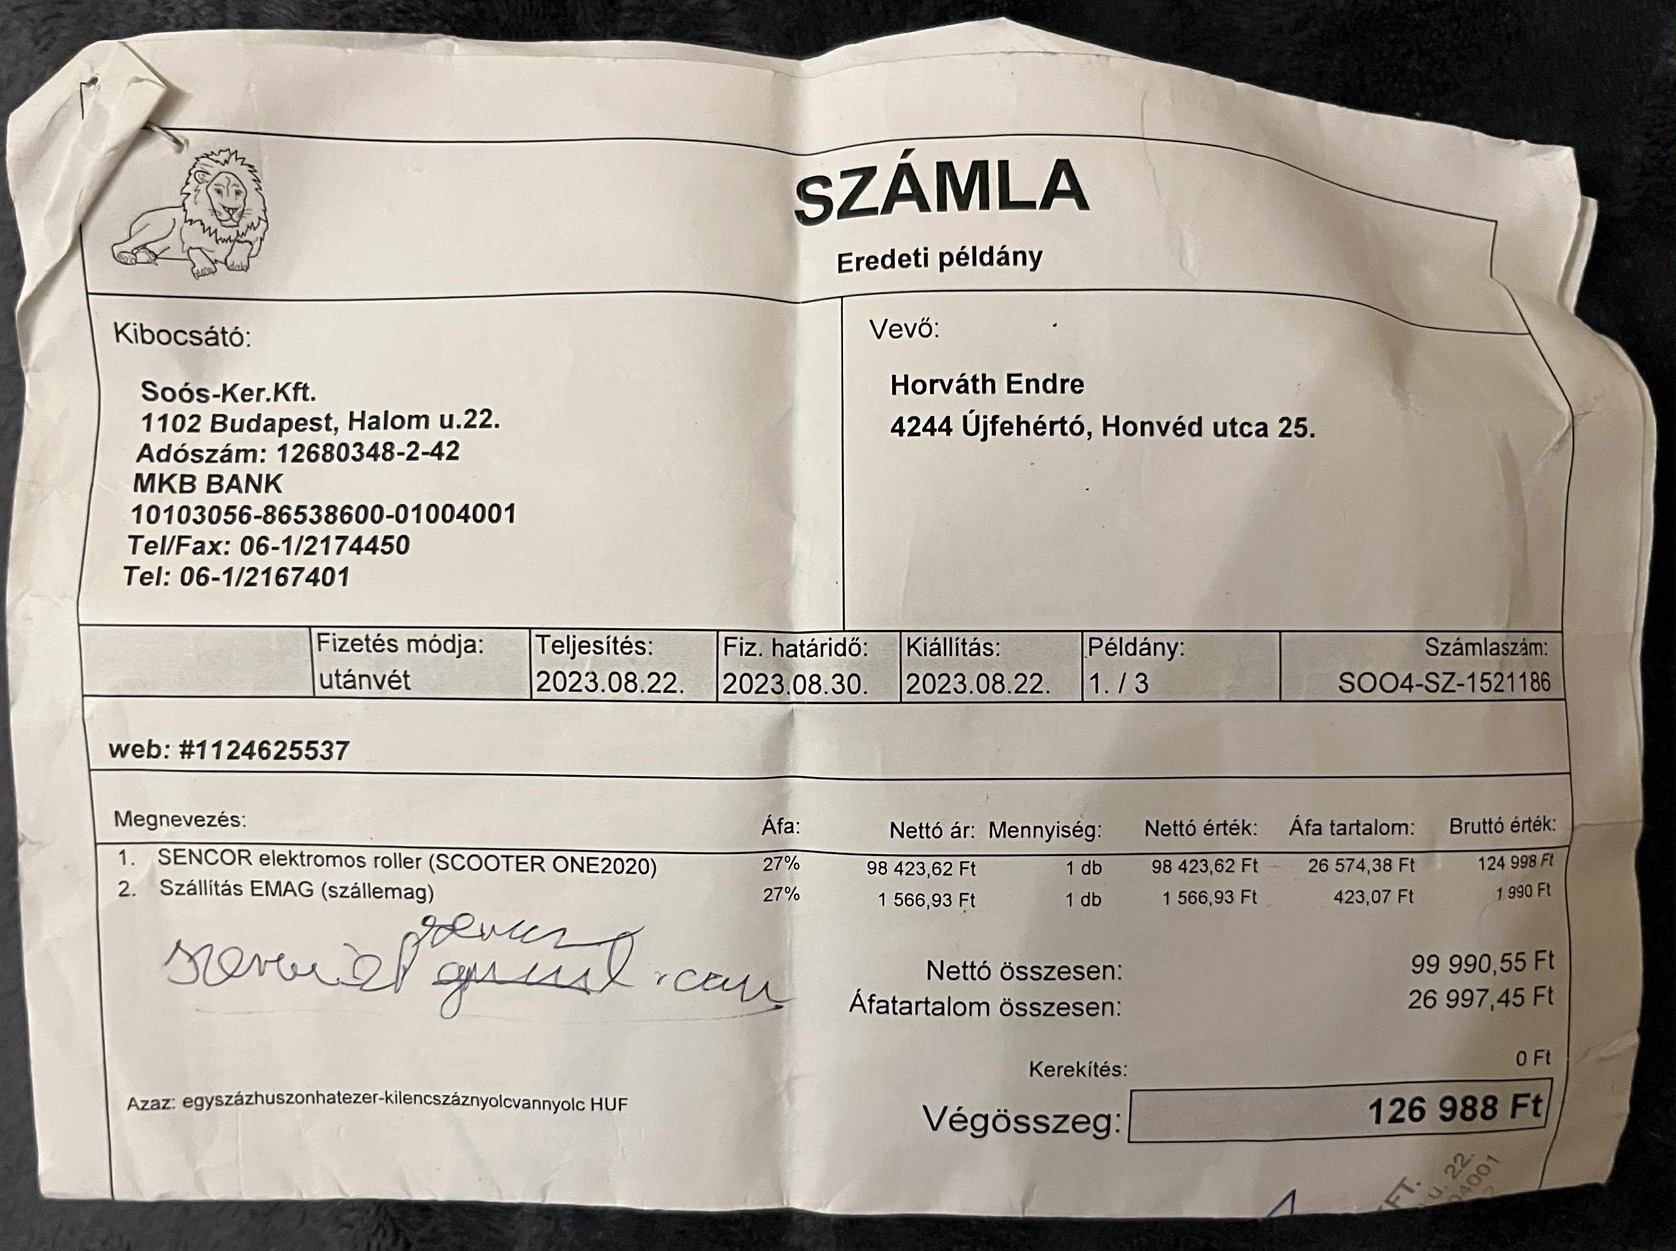 SZÁMLA
Eredeti példány
Kibocsátó:
Soós-Ker.Kft.
1102 Budapest, Halom u.22.
Adószám: 12680348-2-42
MKB BANK
10103056-86538600-01004001
Tel/Fax: 06-1/2174450
Tel: 06-1/2167401
Vevő:
Horváth Endre
4244 Újfehértó, Honvéd utca 25.
Fizetés módja: Teljesítés: Fiz. határidő: Kiállítás: Példány: Számlaszám:
utánvét 2023.08.22. 2023.08.30. 2023.08.22. 1. / 3 SOO4-SZ-1521186
web: #1124625537
Megnevezés: Áfa: Nettó ár: Mennyiség: Nettó érték: Áfa tartalom: Bruttó érték:
1. SENCOR elektromos roller (SCOOTER ONE2020) 27% 98 423,62 Ft 1 db 98 423,62 Ft 26 574,38 Ft 124 998 Ft
2. Szállítás EMAG (szállemag) 27% 1 566,93 Ft 1 db 1 566,93 Ft 423,07 Ft 1 990 Ft
Nettó összesen: 99 990,55 Ft
Áfatartalom összesen: 26 997,45 Ft
Kerekítés: 0 Ft
Azaz: egyszázhuszonhatezer-kilencszáznyolcvannyolc HUF
Végösszeg: 126 988 Ft
FT.
u. 22.
04001